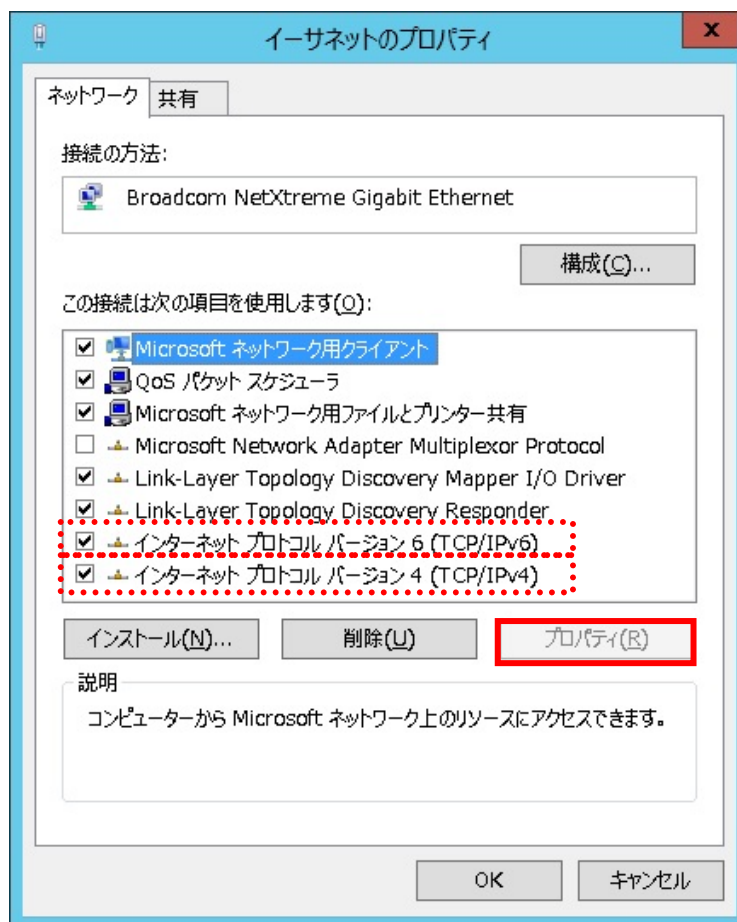 イーサネットのプロパティ
x
ネットワーク 共有
接続の方法:
Broadcom NetXtreme Gigabit Ethernet
構成(C)...
この接続は次の項目を使用します(O):
Microsoft ネットワーク用クライアント
QoS パケット スケジューラ
Microsoft ネットワーク用ファイルとプリンター共有
Microsoft Network Adapter Multiplexor Protocol
Link-Layer Topology Discovery Mapper I/O Driver
Link-Layer Topology Discovery Responder
インターネット プロトコル バージョン 6 (TCP/IPv6)
インターネット プロトコル バージョン 4 (TCP/IPv4)
インストール(N)... 削除(U) プロパティ(R)
説明
コンピューターから Microsoft ネットワーク上のリソースにアクセスできます。
OK キャンセル